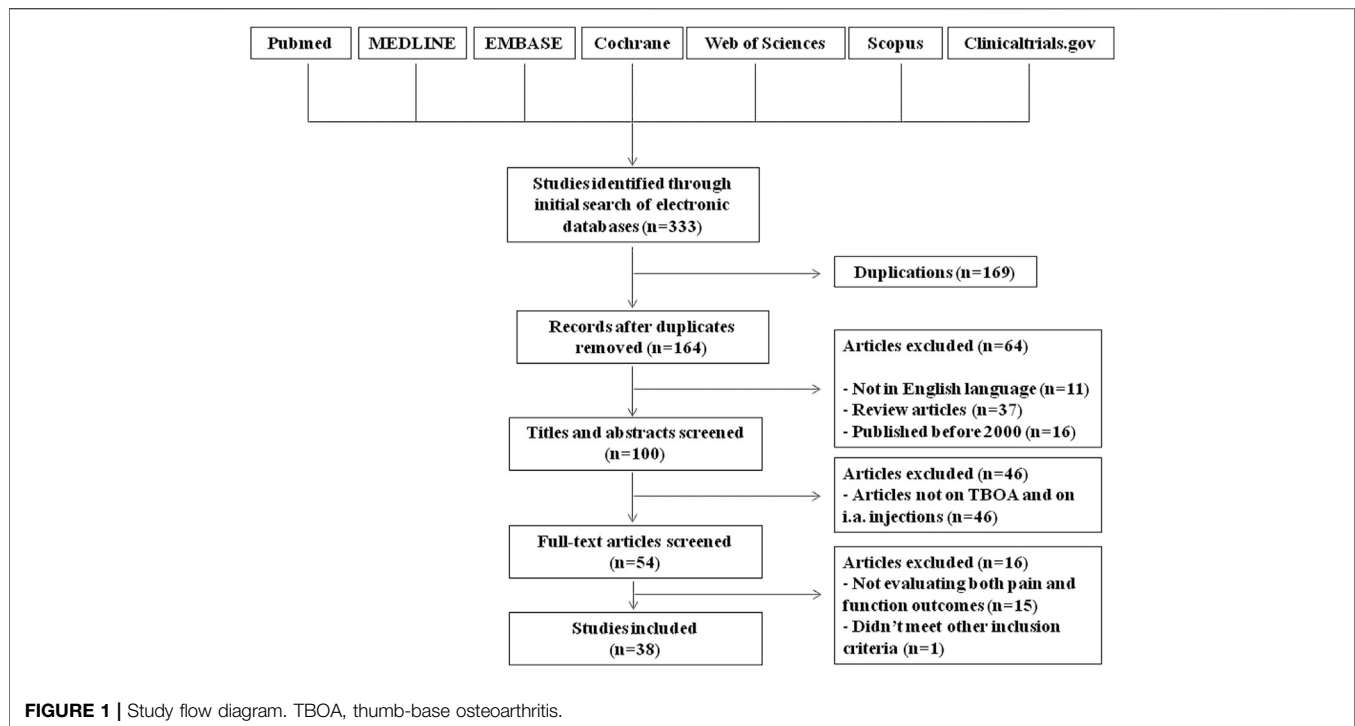 Pubmed
MEDLINE
EMBASE
Cochrane
Web of Sciences
Scopus
Clinicaltrials.gov
Studies identified through
initial search of electronic
databases (n=333)
Duplications (n=169)
Records after duplicates
removed (n=164)
Articles excluded (n=64)
- Not in English language (n=11)
- Review articles (n=37)
- Published before 2000 (n=16)
Titles and abstracts screened
(n=100)
Articles excluded (n=46)
- Articles not on TBOA and on
i.a. injections (n=46)
Full-text articles screened
(n=54)
Articles excluded (n=16)
- Not evaluating both pain and
function outcomes (n=15)
- Didn't meet other inclusion
criteria (n=1)
Studies included
(n=38)
FIGURE 1 | Study flow diagram. TBOA, thumb-base osteoarthritis.